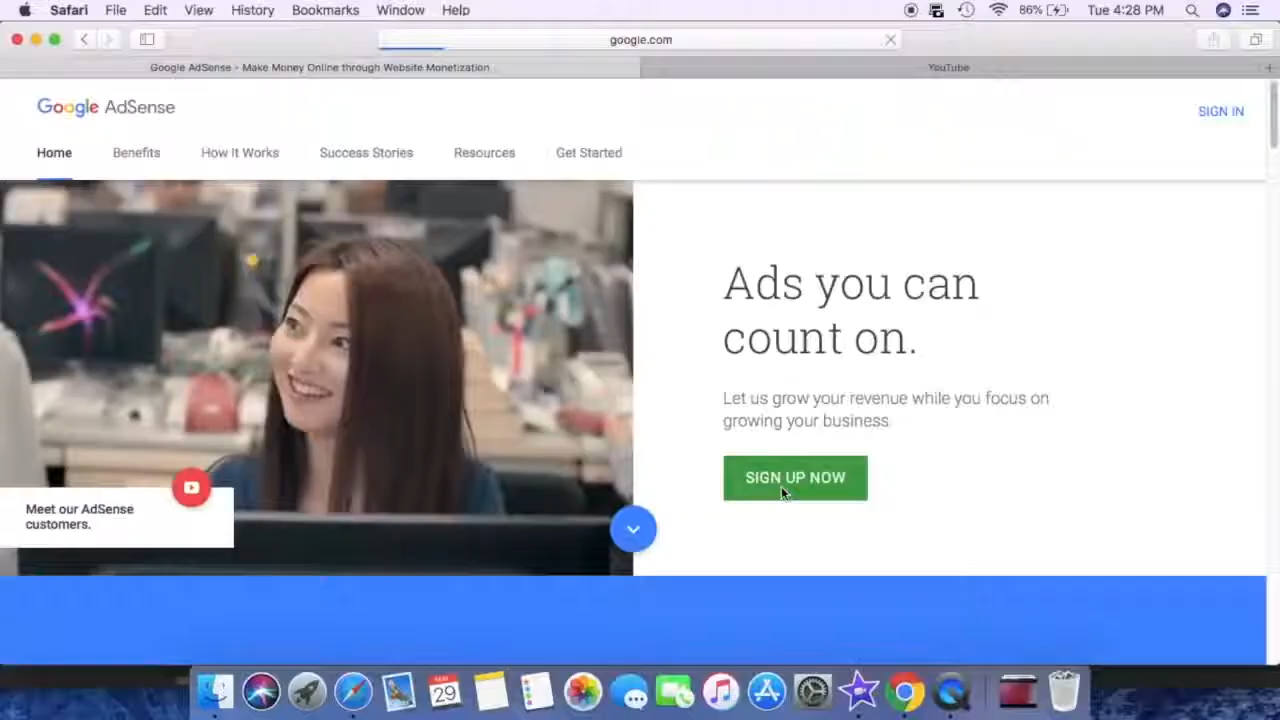 Safari File Edit View History Bookmarks Window Help 86% Tue 4:28 PM
google.com
Google AdSense - Make Money Online through Website Monetization YouTube
Google AdSense
SIGN IN
Home Benefits How It Works Success Stories Resources Get Started
Ads you can
count on.
Let us grow your revenue while you focus on
growing your business.
SIGN UP NOW
Meet our AdSense
customers.
29